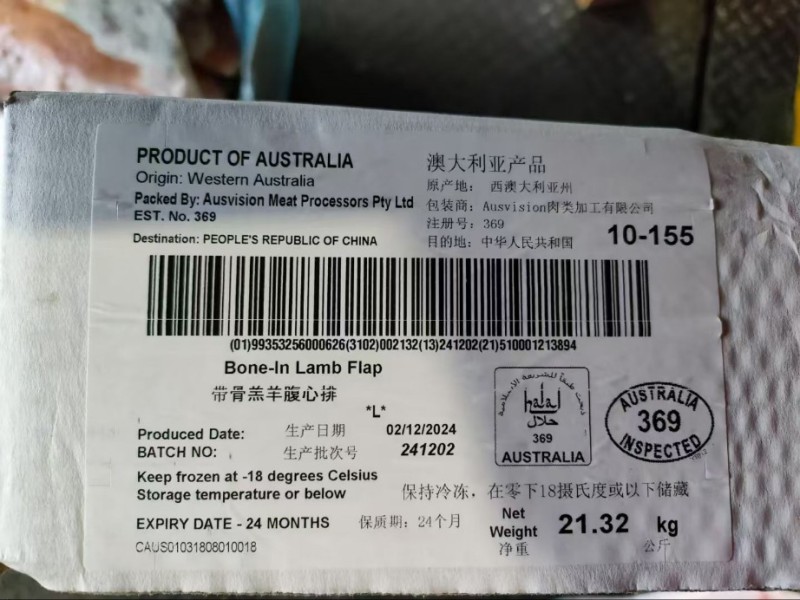 PRODUCT OF AUSTRALIA
Origin: Western Australia
Packed By: Ausvision Meat Processors Pty Ltd
EST. No. 369
Destination: PEOPLE'S REPUBLIC OF CHINA
澳大利亚产品
原产地: 西澳大利亚州
包装商: Ausvision肉类加工有限公司
注册号: 369
目的地: 中华人民共和国
10-155
(01)99353256000626(3102)002132(13)241202(21)510001213894
Bone-In Lamb Flap
带骨羔羊腹心排
*L*
Produced Date: 生产日期 02/12/2024
BATCH NO: 生产批次号 241202
halal
حلال
369
AUSTRALIA
AUSTRALIA
369
INSPECTED
Keep frozen at -18 degrees Celsius
Storage temperature or below
保持冷冻，在零下18摄氏度或以下储藏
EXPIRY DATE - 24 MONTHS 保质期: 24个月
Net
Weight
净重
21.32 kg
公斤
CAUS01031808010018